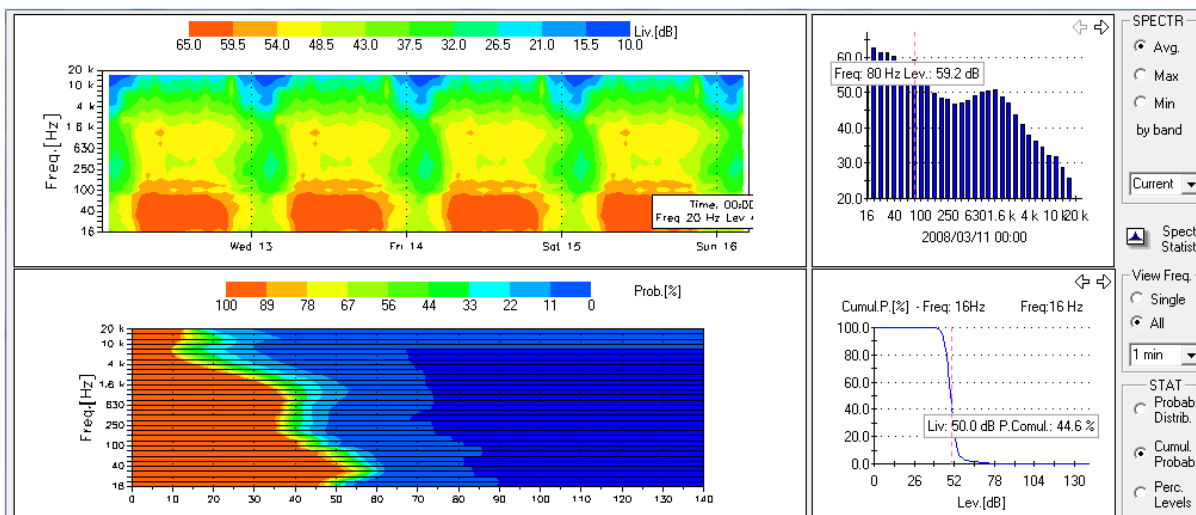 Liv.[dB]
65.0 59.5 54.0 48.5 43.0 37.5 32.0 26.5 21.0 15.5 10.0
Freq.[Hz]
20 k
10 k
4 k
1.6 k
630
250
100
40
16
Time. 00:00
Freq 20 Hz Lev
Wed 13 Fri 14 Sat 15 Sun 16
60.0
50.0
40.0
30.0
20.0
Freq: 80 Hz Lev.: 59.2 dB
16 40 100 250 630 1.6 k 4 k 10 k 20 k
2008/03/11 00:00
SPECTR
Avg.
Max
Min
by band
Current
Spect
Statist
View Freq.
Single
All
1 min
STAT
Probab.
Distrib.
Cumul.
Probab.
Perc.
Levels
Prob.[%]
100 89 78 67 56 44 33 22 11 0
Freq.[Hz]
20 k
10 k
4 k
1.6 k
630
250
100
40
16
0 10 20 30 40 50 60 70 80 90 100 110 120 130 140
Cumul.P.[%] - Freq: 16Hz Freq:16 Hz
100.0
80.0
60.0
40.0
20.0
0.0
Liv: 50.0 dB P.Comul.: 44.6 %
0 26 52 78 104 130
Lev.[dB]